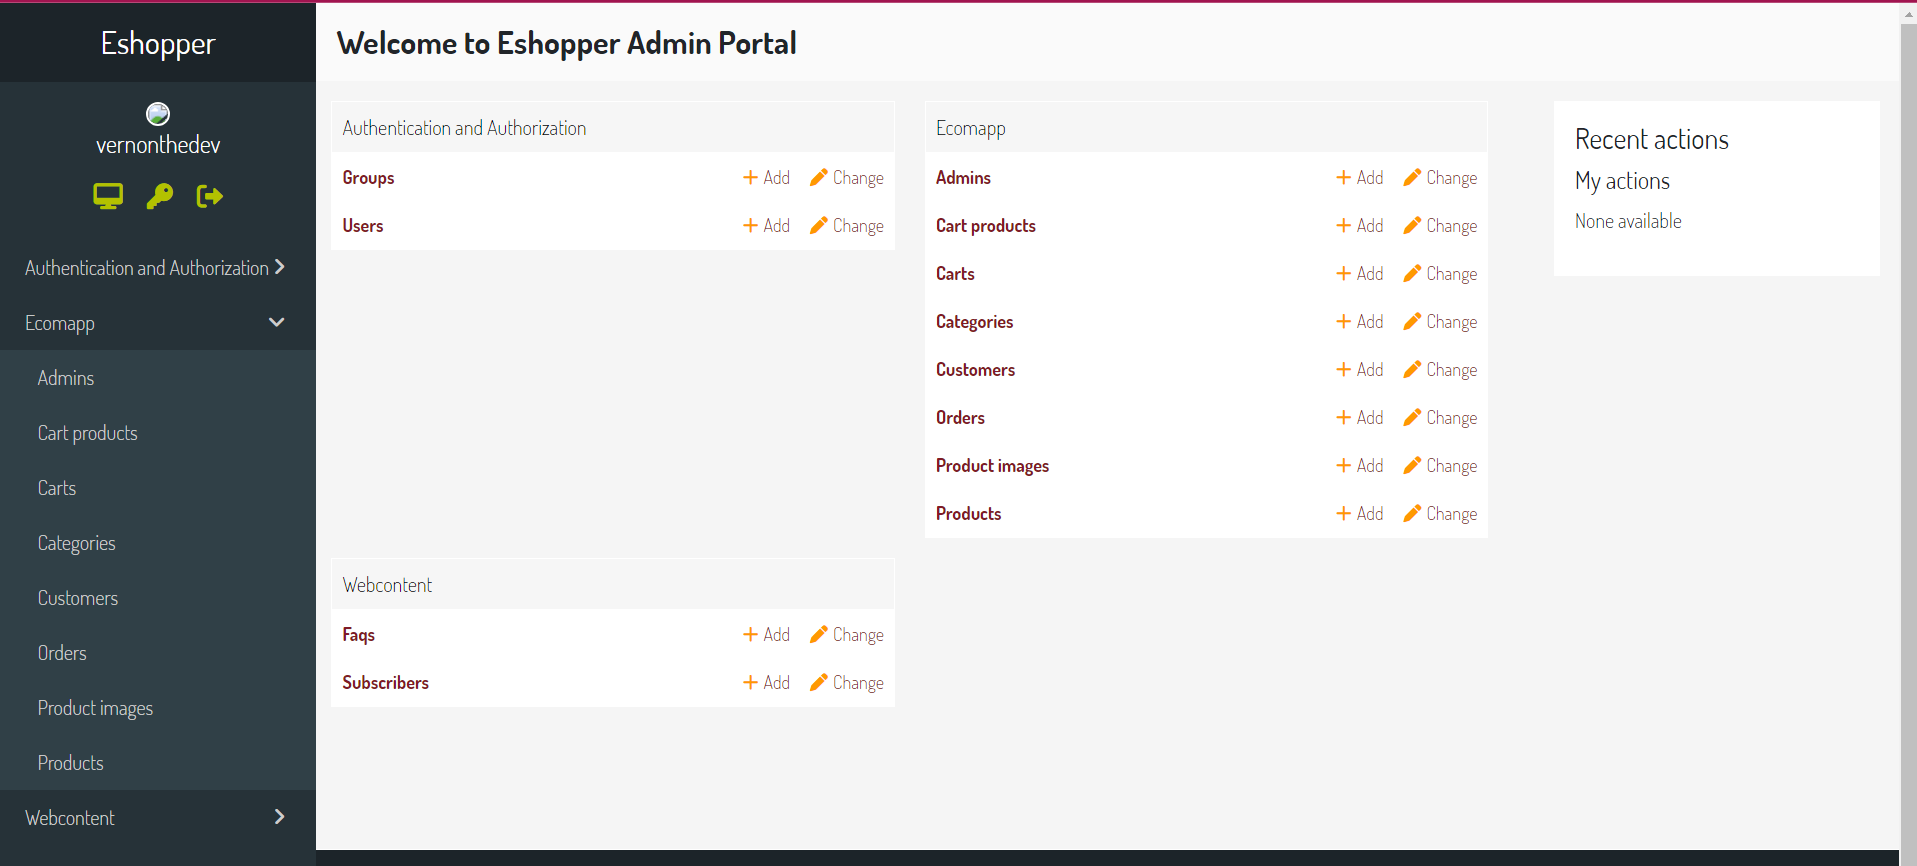 Eshopper
vernonthedev
Authentication and Authorization
Ecomapp
Admins
Cart products
Carts
Categories
Customers
Orders
Product images
Products
Webcontent
Welcome to Eshopper Admin Portal
Authentication and Authorization
Groups Add Change
Users Add Change
Ecomapp
Admins Add Change
Cart products Add Change
Carts Add Change
Categories Add Change
Customers Add Change
Orders Add Change
Product images Add Change
Products Add Change
Webcontent
Faqs Add Change
Subscribers Add Change
Recent actions
My actions
None available